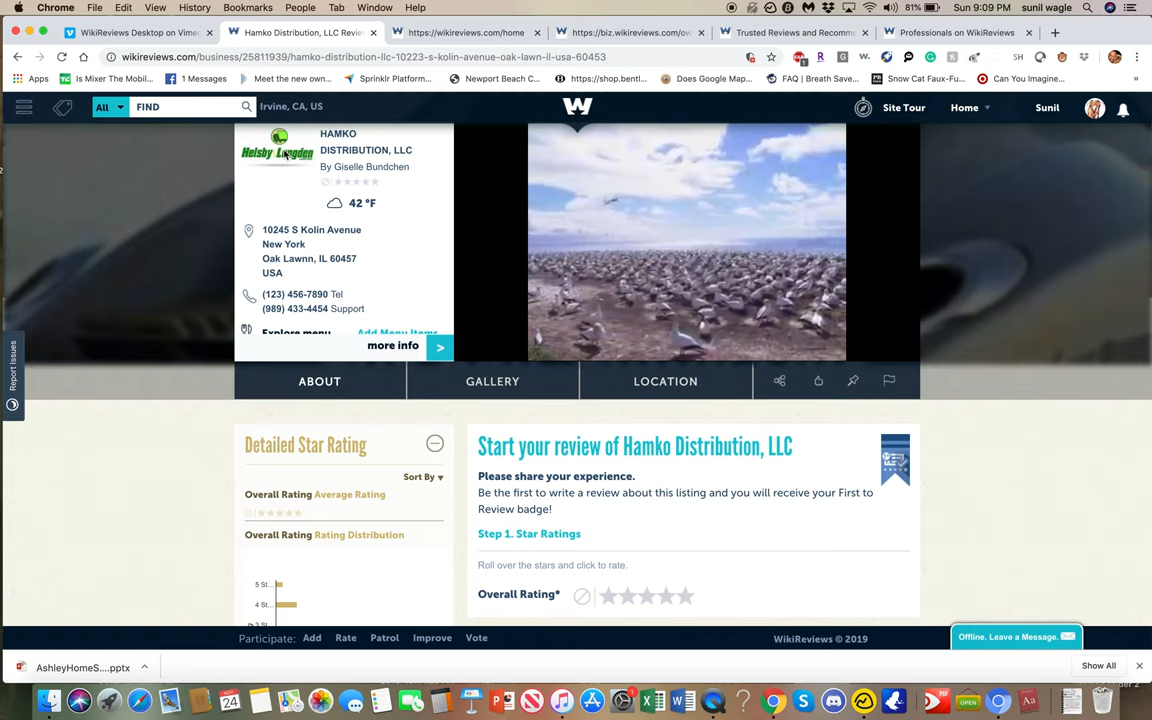 Chrome File Edit View History Bookmarks People Tab Window Help
81% Sun 9:09 PM sunil wagle
WikiReviews Desktop on Vime
Hamko Distribution, LLC Revie
https://wikireviews.com/home
https://biz.wikireviews.com/ow
Trusted Reviews and Recomm
Professionals on WikiReviews
wikireviews.com/business/25811939/hamko-distribution-llc-10223-s-kolin-avenue-oak-lawn-il-usa-60453
Apps Is Mixer The Mobil... 1 Messages Meet the new own... Sprinklr Platform... Newport Beach C... https://shop.bentl... Does Google Map... FAQ | Breath Save... Snow Cat Faux-Fu... Can You Imagine...
All FIND Irvine, CA, US W Site Tour Home Sunil
Helsby Longden
HAMKO
DISTRIBUTION, LLC
By Giselle Bundchen
42 °F
10245 S Kolin Avenue
New York
Oak Lawnn, IL 60457
USA
(123) 456-7890 Tel
(989) 433-4454 Support
Explore menu Add Menu Items
more info >
Report Issues
ABOUT GALLERY LOCATION
Detailed Star Rating
Sort By
Overall Rating Average Rating
Overall Rating Rating Distribution
5 St...
4 St...
Start your review of Hamko Distribution, LLC
Please share your experience.
Be the first to write a review about this listing and you will receive your First to
Review badge!
Step 1. Star Ratings
Roll over the stars and click to rate.
Overall Rating*
Participate: Add Rate Patrol Improve Vote
WikiReviews © 2019
Offline. Leave a Message.
AshleyHomeS....pptx
Show All
NOV
24
OPEN